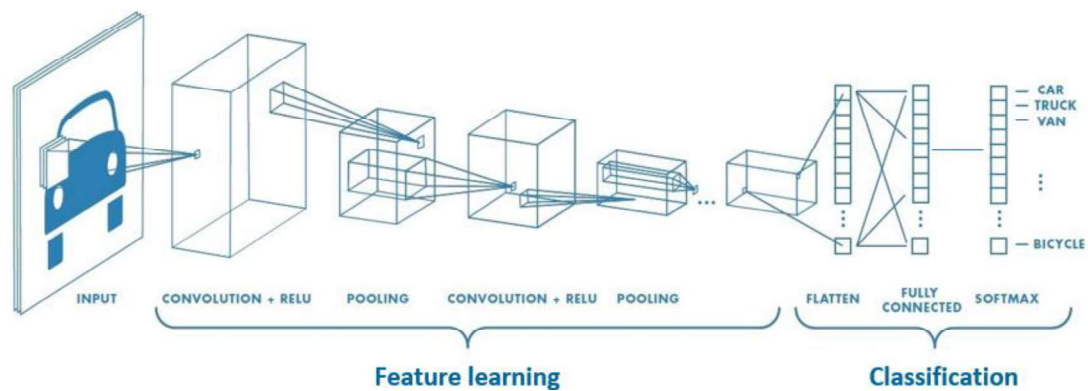 CAR
TRUCK
VAN
BICYCLE
INPUT
CONVOLUTION + RELU
POOLING
CONVOLUTION + RELU
POOLING
FLATTEN
FULLY
CONNECTED
SOFTMAX
Feature learning
Classification